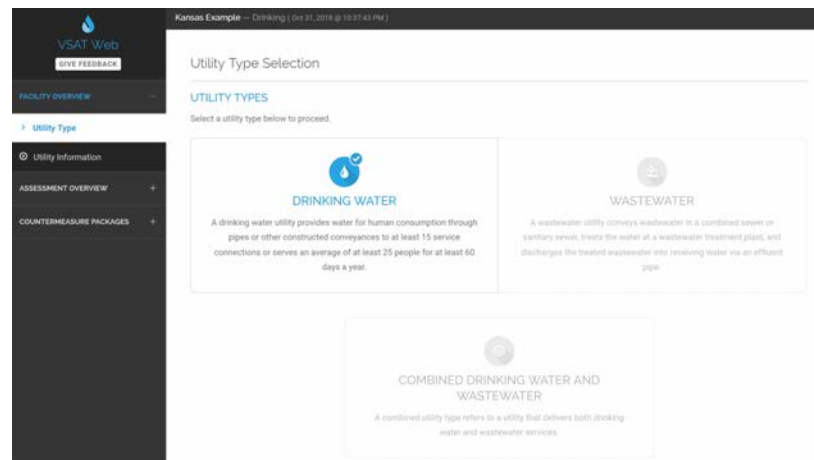 Kansas Example — Drinking ( Oct 31, 2018 @ 10:37:43 PM )
VSAT Web
GIVE FEEDBACK
FACILITY OVERVIEW −
Utility Type
Utility Information
ASSESSMENT OVERVIEW +
COUNTERMEASURE PACKAGES +
Utility Type Selection
UTILITY TYPES
Select a utility type below to proceed.
DRINKING WATER
A drinking water utility provides water for human consumption through
pipes or other constructed conveyances to at least 15 service
connections or serves an average of at least 25 people for at least 60
days a year.
WASTEWATER
A wastewater utility conveys wastewater in a combined sewer or
sanitary sewer, treats the water at a wastewater treatment plant, and
discharges the treated wastewater into receiving water via an effluent
pipe.
COMBINED DRINKING WATER AND
WASTEWATER
A combined utility type refers to a utility that delivers both drinking
water and wastewater services.